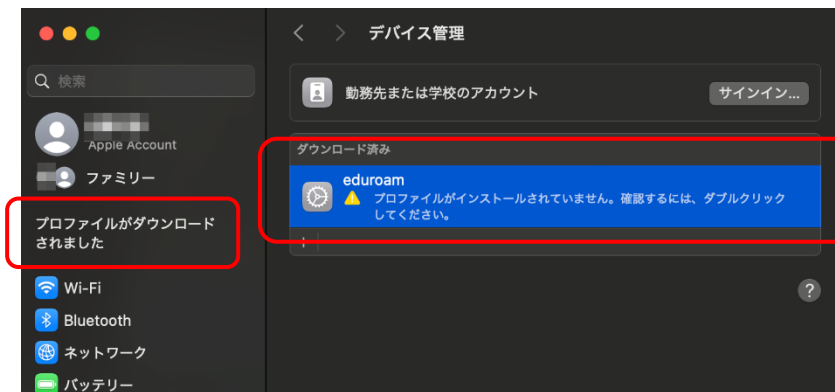 デバイス管理
検索
Apple Account
ファミリー
プロファイルがダウンロード
されました
Wi-Fi
Bluetooth
ネットワーク
バッテリー
勤務先または学校のアカウント
サインイン...
ダウンロード済み
eduroam
プロファイルがインストールされていません。確認するには、ダブルクリック
してください。
?